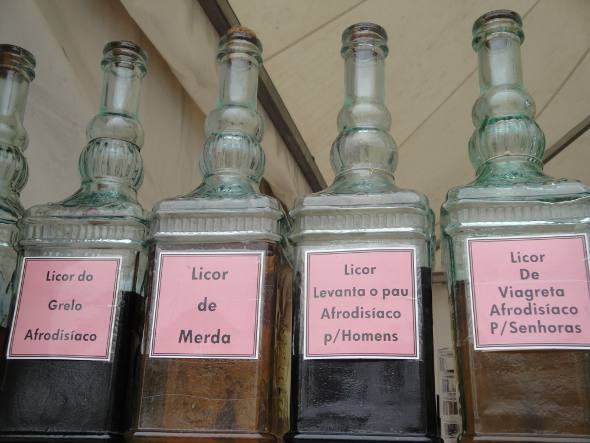 Licor do
Grelo
Afrodisíaco
Licor
de
Merda
Licor
Levanta o pau
Afrodisíaco
p/Homens
Licor
De
Viagreta
Afrodisíaco
P/Senhoras